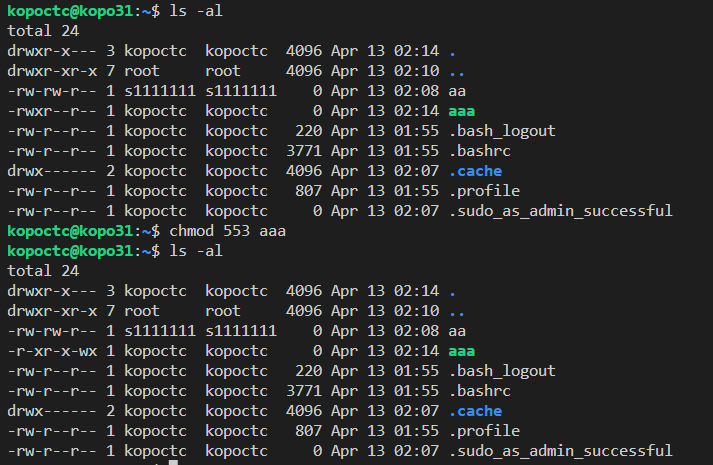 kopoctc@kopo31:~$ ls -al
total 24
drwxr-x--- 3 kopoctc  kopoctc  4096 Apr 13 02:14 .
drwxr-xr-x 7 root     root     4096 Apr 13 02:10 ..
-rw-rw-r-- 1 s1111111 s1111111    0 Apr 13 02:08 aa
-rwxr--r-- 1 kopoctc  kopoctc     0 Apr 13 02:14 aaa
-rw-r--r-- 1 kopoctc  kopoctc   220 Apr 13 01:55 .bash_logout
-rw-r--r-- 1 kopoctc  kopoctc  3771 Apr 13 01:55 .bashrc
drwx------ 2 kopoctc  kopoctc  4096 Apr 13 02:07 .cache
-rw-r--r-- 1 kopoctc  kopoctc   807 Apr 13 01:55 .profile
-rw-r--r-- 1 kopoctc  kopoctc     0 Apr 13 02:07 .sudo_as_admin_successful
kopoctc@kopo31:~$ chmod 553 aaa
kopoctc@kopo31:~$ ls -al
total 24
drwxr-x--- 3 kopoctc  kopoctc  4096 Apr 13 02:14 .
drwxr-xr-x 7 root     root     4096 Apr 13 02:10 ..
-rw-rw-r-- 1 s1111111 s1111111    0 Apr 13 02:08 aa
-r-xr-x-wx 1 kopoctc  kopoctc     0 Apr 13 02:14 aaa
-rw-r--r-- 1 kopoctc  kopoctc   220 Apr 13 01:55 .bash_logout
-rw-r--r-- 1 kopoctc  kopoctc  3771 Apr 13 01:55 .bashrc
drwx------ 2 kopoctc  kopoctc  4096 Apr 13 02:07 .cache
-rw-r--r-- 1 kopoctc  kopoctc   807 Apr 13 01:55 .profile
-rw-r--r-- 1 kopoctc  kopoctc     0 Apr 13 02:07 .sudo_as_admin_successful